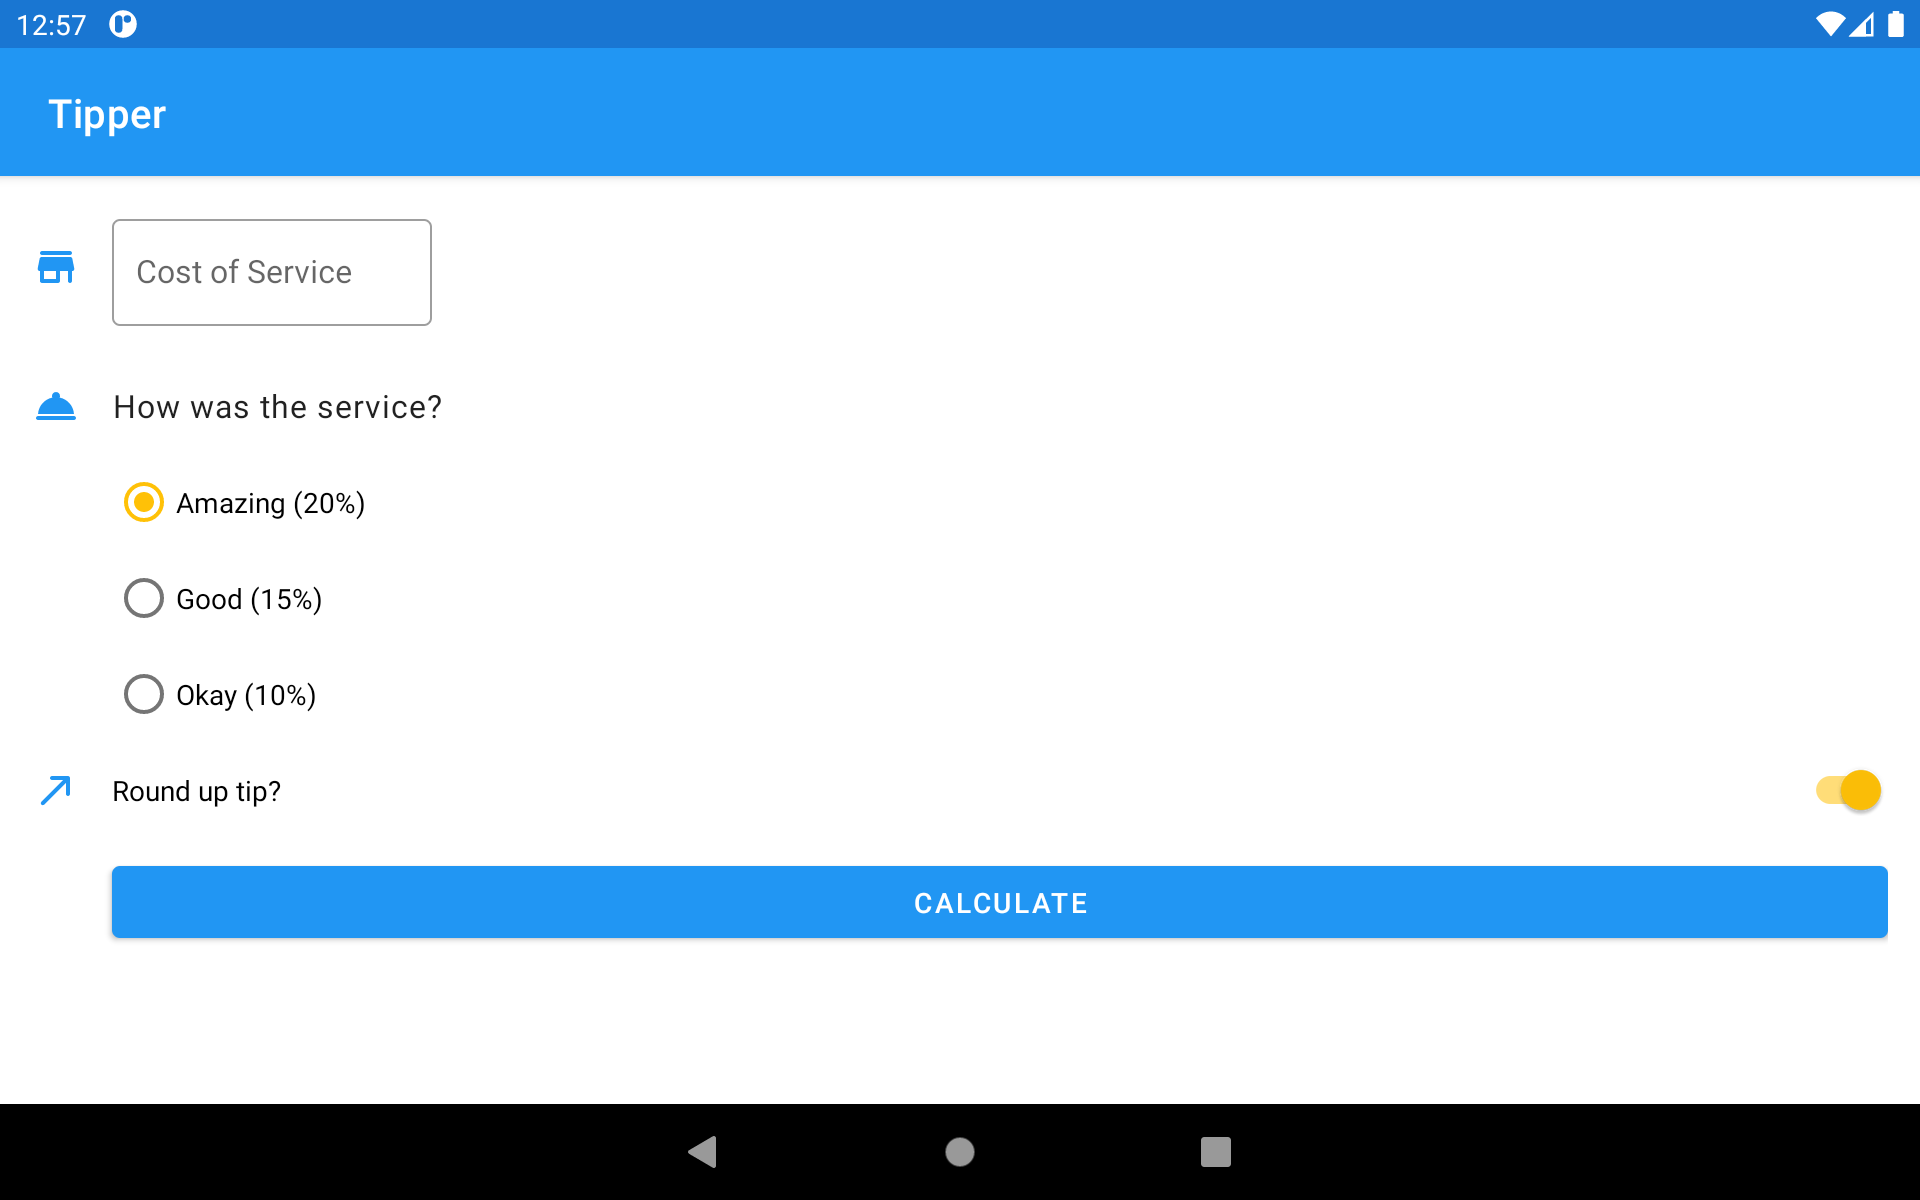 12:57
Tipper
Cost of Service
How was the service?
Amazing (20%)
Good (15%)
Okay (10%)
Round up tip?
CALCULATE